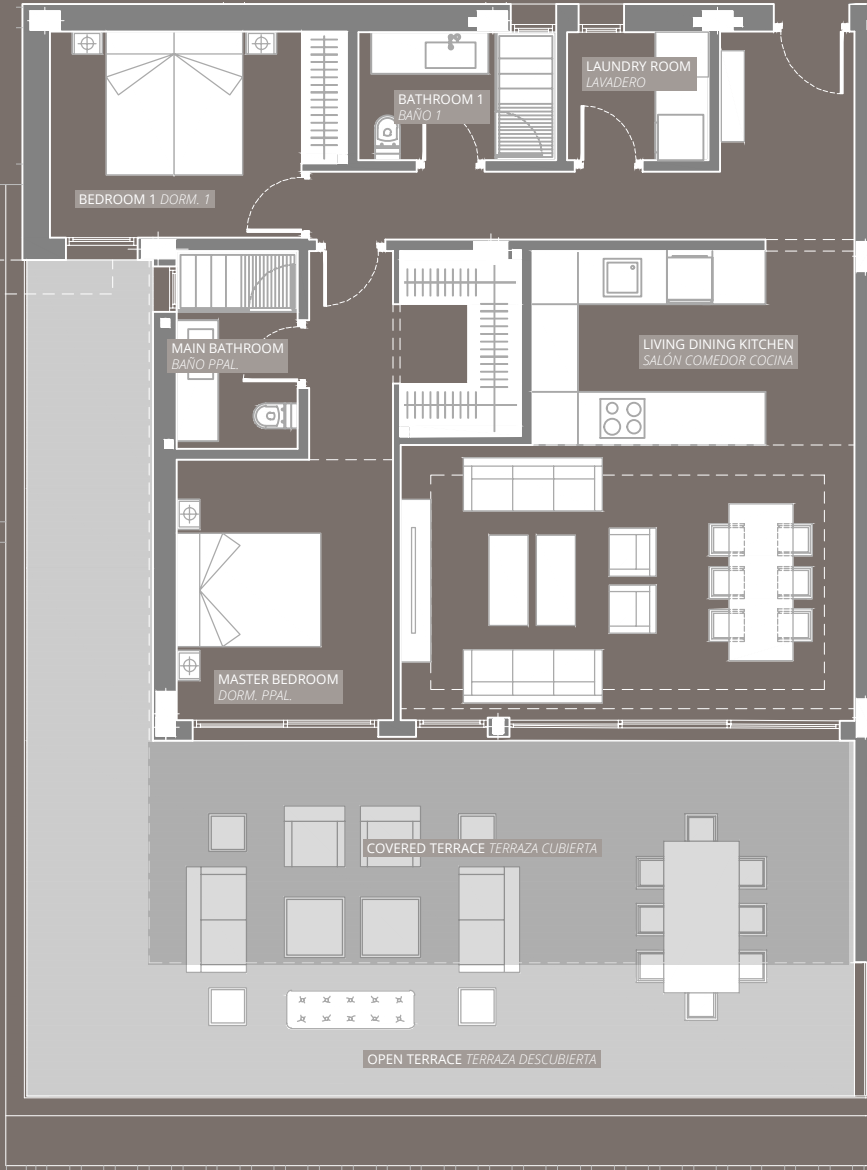 LAUNDRY ROOM
LAVADERO
BATHROOM 1
BAÑO 1
BEDROOM 1 DORM. 1
MAIN BATHROOM
BAÑO PPAL.
LIVING DINING KITCHEN
SALÓN COMEDOR COCINA
MASTER BEDROOM
DORM. PPAL.
COVERED TERRACE TERRAZA CUBIERTA
OPEN TERRACE TERRAZA DESCUBIERTA